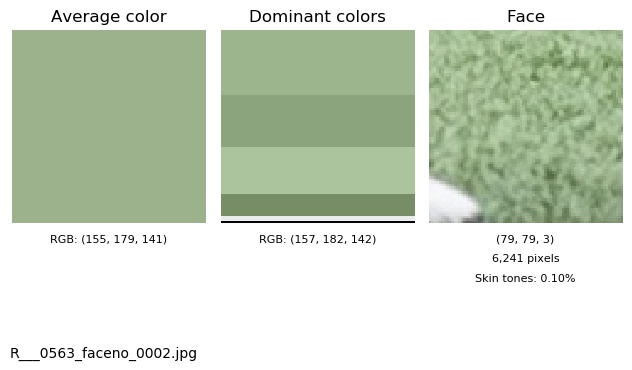 Average color
Dominant colors
Face
RGB: (155, 179, 141)
RGB: (157, 182, 142)
(79, 79, 3)
6,241 pixels
Skin tones: 0.10%
R___0563_faceno_0002.jpg